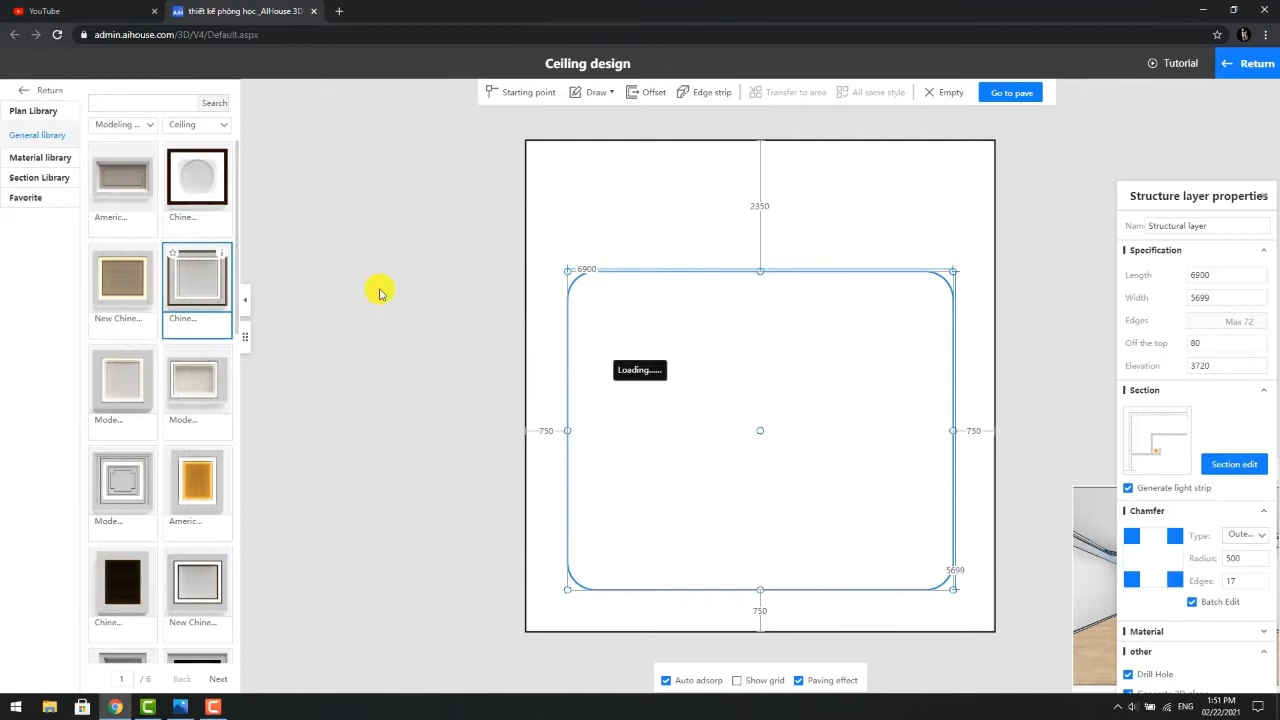 YouTube
thiết kế phòng học _AIHouse 3D
admin.aihouse.com/3D/V4/Default.aspx
Ceiling design
Tutorial
Return
Return
Plan Library
General library
Material library
Section Library
Favorite
Search
Modeling ...
Ceiling
Americ...
Chine...
New Chine...
Chine...
Mode...
Mode...
Mode...
Americ...
Chine...
New Chine...
1 / 6 Back Next
Starting point
Draw
Offset
Edge strip
Transfer to area
All same style
Empty
Go to pave
2350
6900
Loading......
750
750
5699
750
Auto adsorp
Show grid
Paving effect
Structure layer properties
Nam Structural layer
Specification
Length 6900
Width 5699
Edges Max 72
Off the top 80
Elevation 3720
Section
Section edit
Generate light strip
Chamfer
Type: Oute...
Radius: 500
Edges: 17
Batch Edit
Material
other
Drill Hole
ENG
1:51 PM
02/22/2021